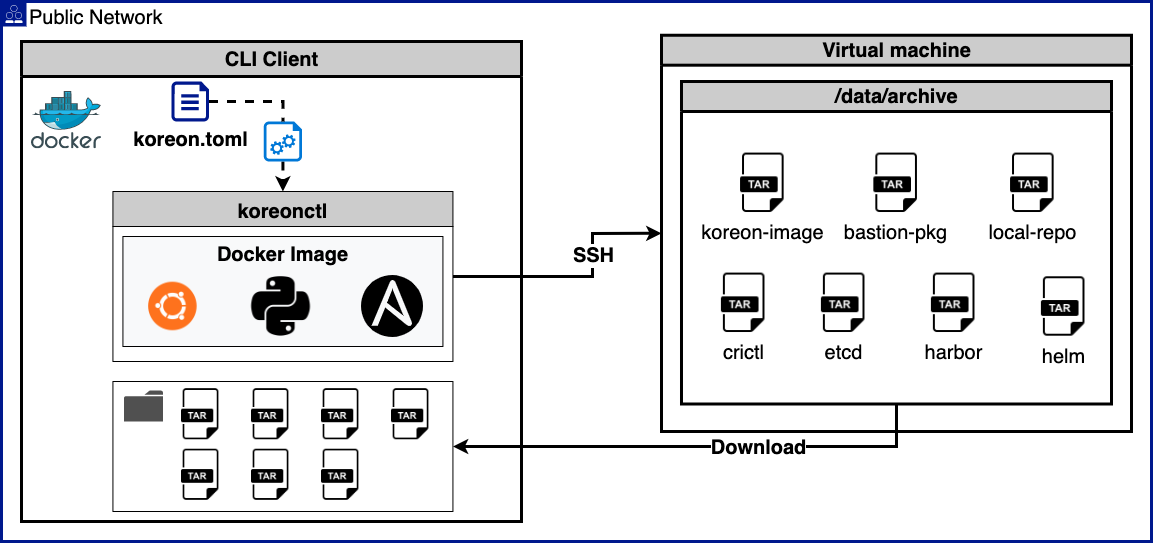 Public Network
CLI Client
docker
koreon.toml
koreonctl
Docker Image
TAR TAR TAR TAR
TAR TAR TAR
SSH
Download
Virtual machine
/data/archive
TAR TAR TAR
koreon-image bastion-pkg local-repo
TAR TAR TAR TAR
crictl etcd harbor helm